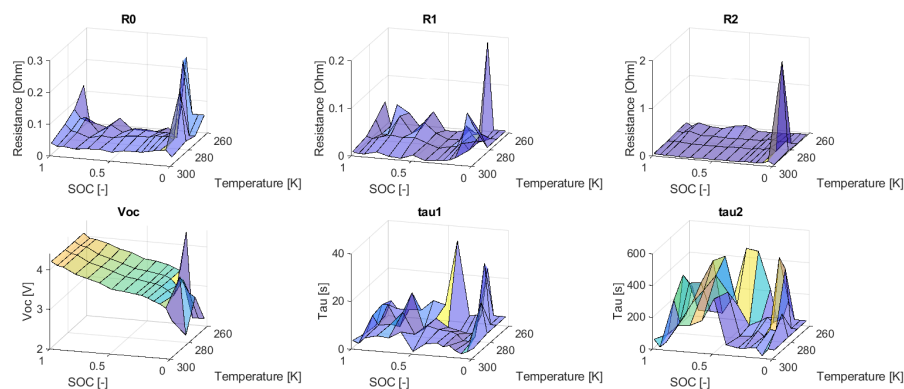 R0
R1
R2
Resistance [Ohm]
0.3
0.2
0.1
0
1
0.5
0
SOC [-]
300
280
260
Temperature [K]
Resistance [Ohm]
0.2
0.1
0
1
0.5
0
SOC [-]
300
280
260
Temperature [K]
Resistance [Ohm]
2
1
0
1
0.5
0
SOC [-]
300
280
260
Temperature [K]
Voc
tau1
tau2
Voc [V]
4
3
2
1
0.5
0
SOC [-]
300
280
260
Temperature [K]
Tau [s]
40
20
0
1
0.5
0
SOC [-]
300
280
260
Temperature [K]
Tau [s]
600
400
200
0
1
0.5
0
SOC [-]
300
280
260
Temperature [K]